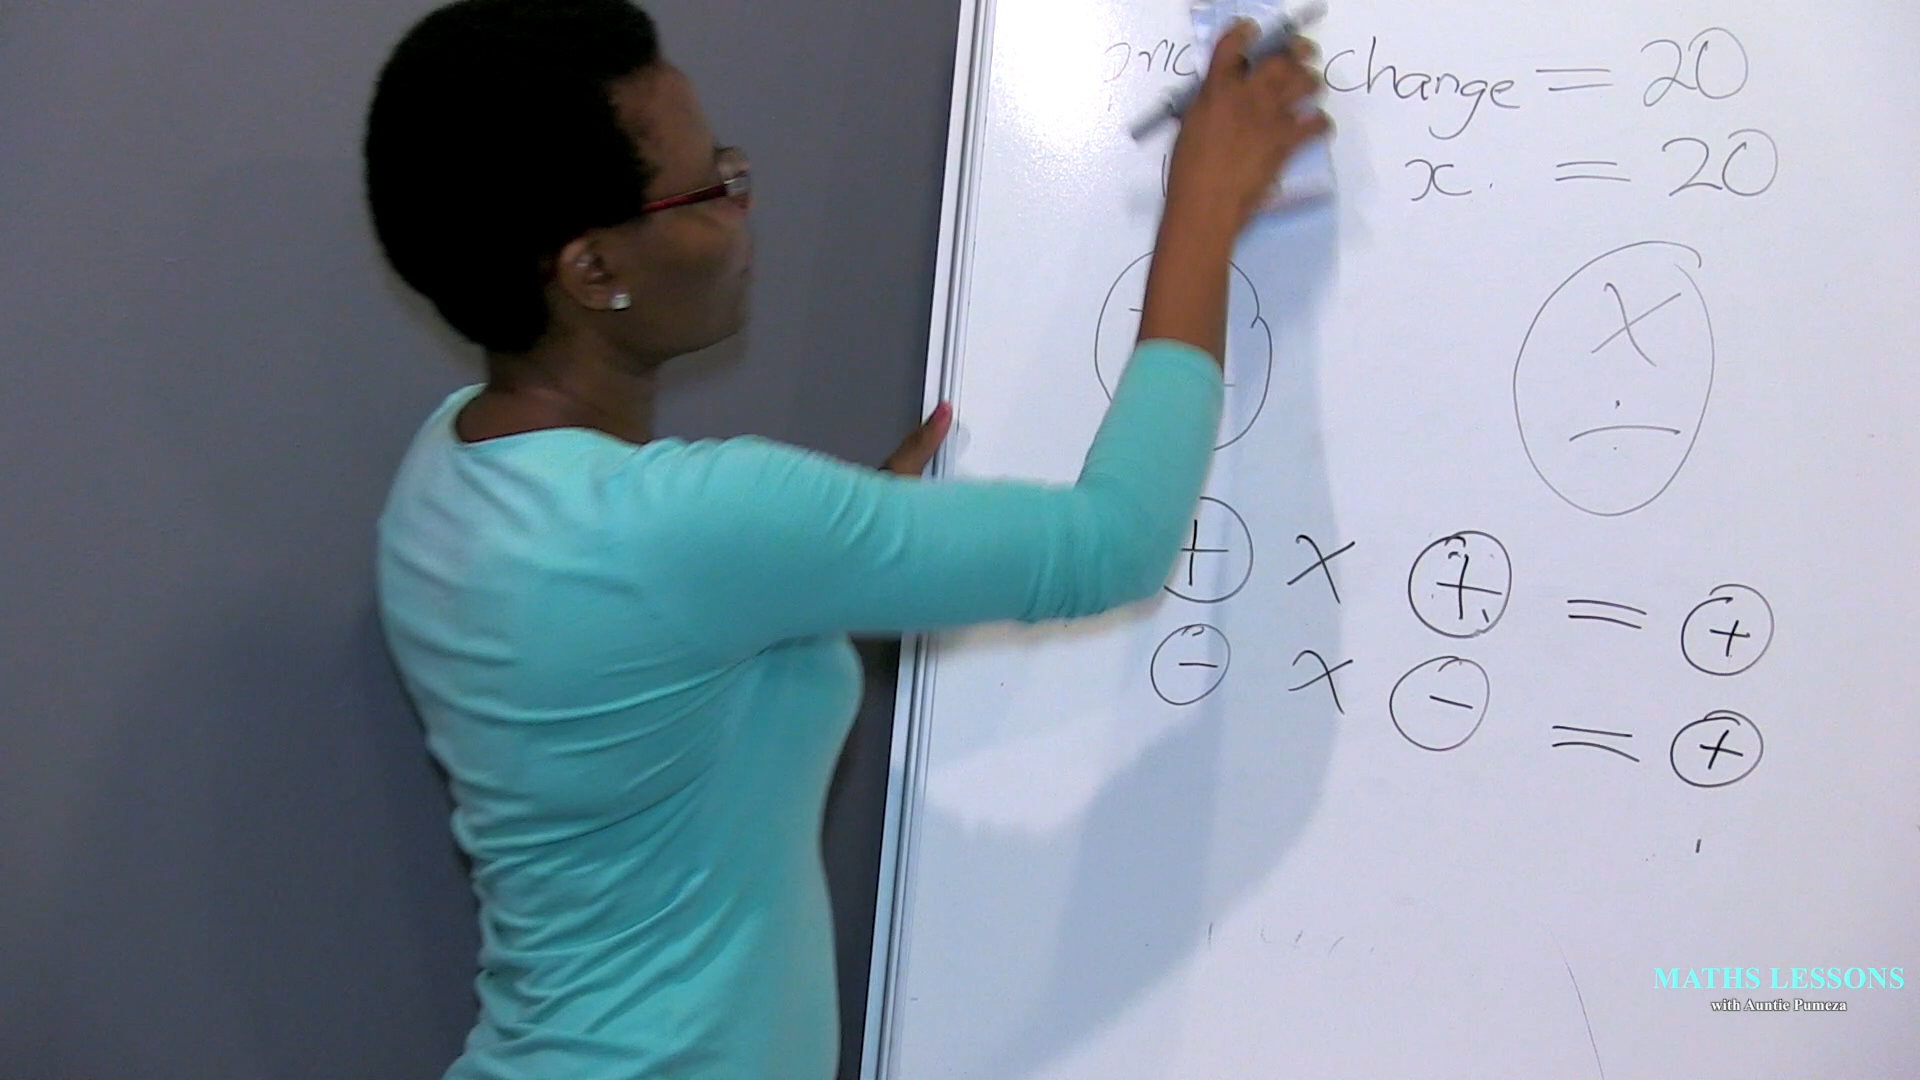 change = 20
x = 20
x
÷
+ x + = +
- x - = +
MATHS LESSONS
with Auntie Pumeza